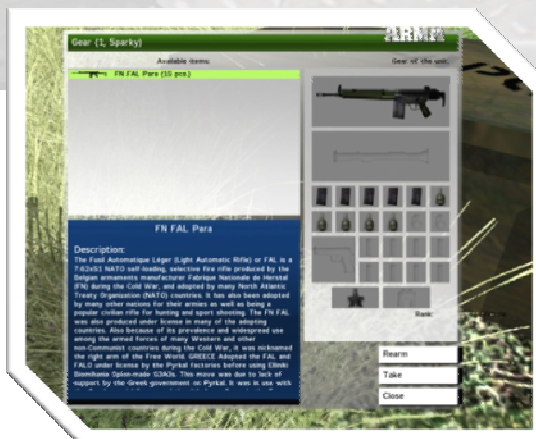 ARMA
Gear (1, Sparky)
Available items:
Gear of the unit:
FN FAL Para (10 pcs.)
FN FAL Para
Description:
The Fusil Automatique Léger (Light Automatic Rifle) or FAL is a
7.62x51 NATO self-loading, selective fire rifle produced by the
Belgian armaments manufacturer Fabrique Nationale de Herstal
(FN) during the Cold War, and adopted by many North Atlantic
Treaty Organization (NATO) countries. It has also been adopted
by many other nations for their armies as well as being a
popular civilian rifle for hunting and sport shooting. The FN FAL
was also produced under license in many of the adopting
countries. Also because of its prevalence and widespread use
among the armed forces of many Western and other
non-Communist countries during the Cold War, it was nicknamed
the right arm of the Free World. GREECE Adopted the FAL and
FALO under license by the Pyrkal factories before using
G3A3s. This move was due to lack of
support by the Greek government on Pyrkal. It was in use with
Rank:
Rearm
Take
Close